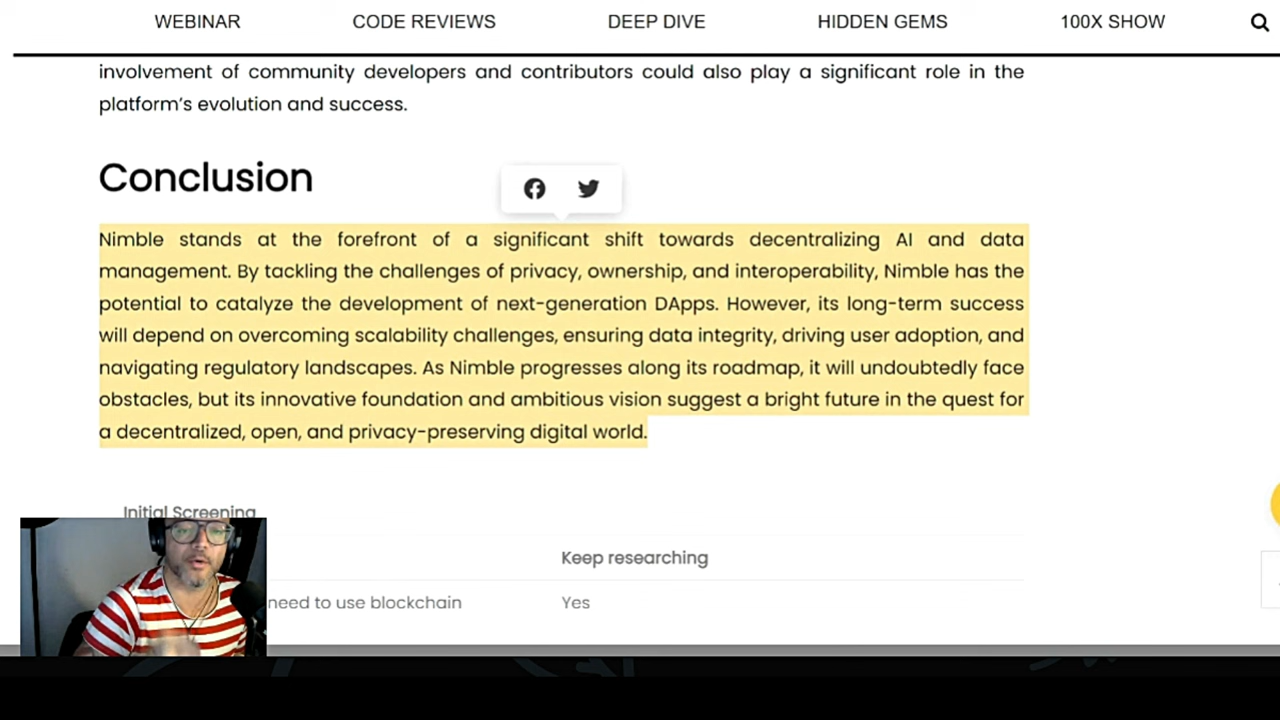 WEBINAR CODE REVIEWS DEEP DIVE HIDDEN GEMS 100X SHOW
involvement of community developers and contributors could also play a significant role in the
platform’s evolution and success.
Conclusion
Nimble stands at the forefront of a significant shift towards decentralizing AI and data
management. By tackling the challenges of privacy, ownership, and interoperability, Nimble has the
potential to catalyze the development of next-generation DApps. However, its long-term success
will depend on overcoming scalability challenges, ensuring data integrity, driving user adoption, and
navigating regulatory landscapes. As Nimble progresses along its roadmap, it will undoubtedly face
obstacles, but its innovative foundation and ambitious vision suggest a bright future in the quest for
a decentralized, open, and privacy-preserving digital world.
Initial Screening
Keep researching
need to use blockchain Yes